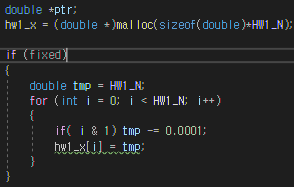 double *ptr;
hw1_x = (double *)malloc(sizeof(double)*HW1_N);
if (fixed)
{
double tmp = HW1_N;
for (int i = 0; i < HW1_N; i++)
{
if( i & 1 ) tmp -= 0.0001;
hw1_x[i] = tmp;
}
}